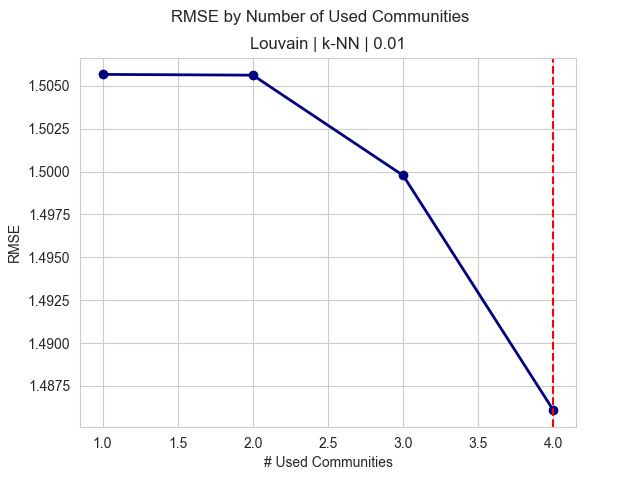 RMSE by Number of Used Communities
Louvain | k-NN | 0.01
1.5050
1.5025
1.5000
1.4975
1.4950
1.4925
1.4900
1.4875
RMSE
1.0 1.5 2.0 2.5 3.0 3.5 4.0
# Used Communities